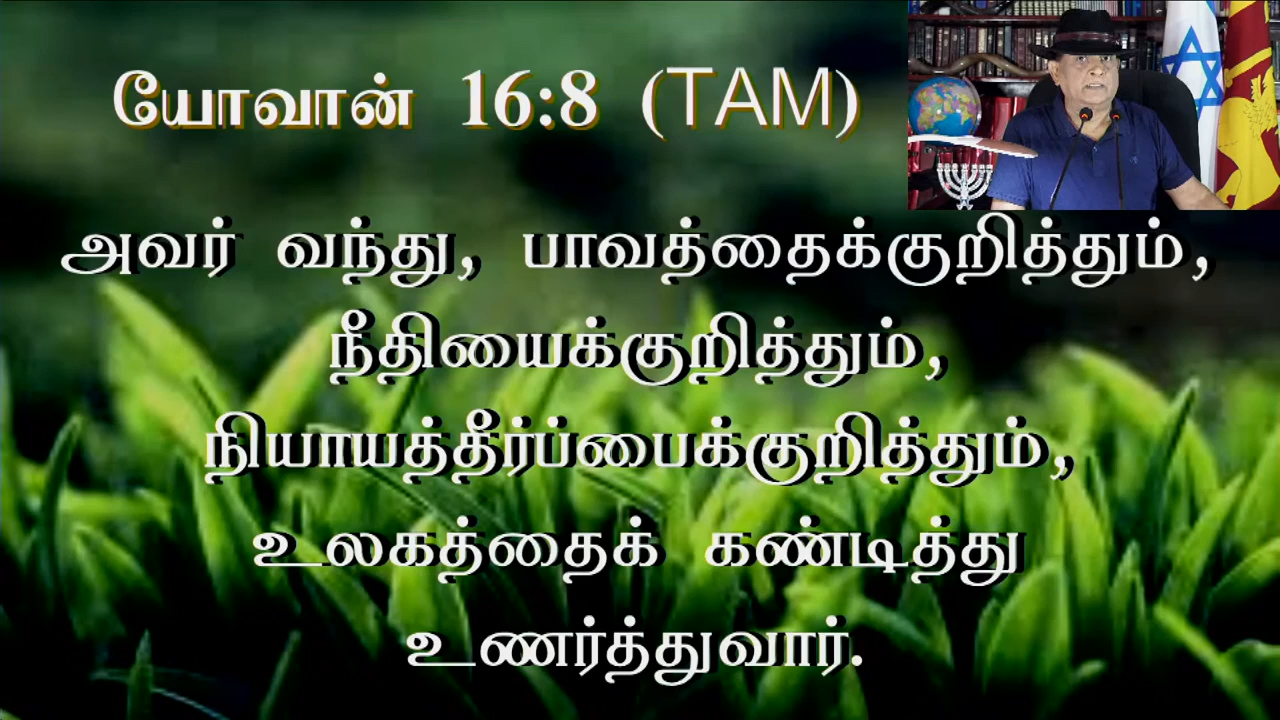 யோவான் 16:8 (TAM)
அவர் வந்து, பாவத்தைக்குறித்தும்,
நீதியைக்குறித்தும்,
நியாயத்தீர்ப்பைக்குறித்தும்,
உலகத்தைக் கண்டித்து
உணர்த்துவார்.